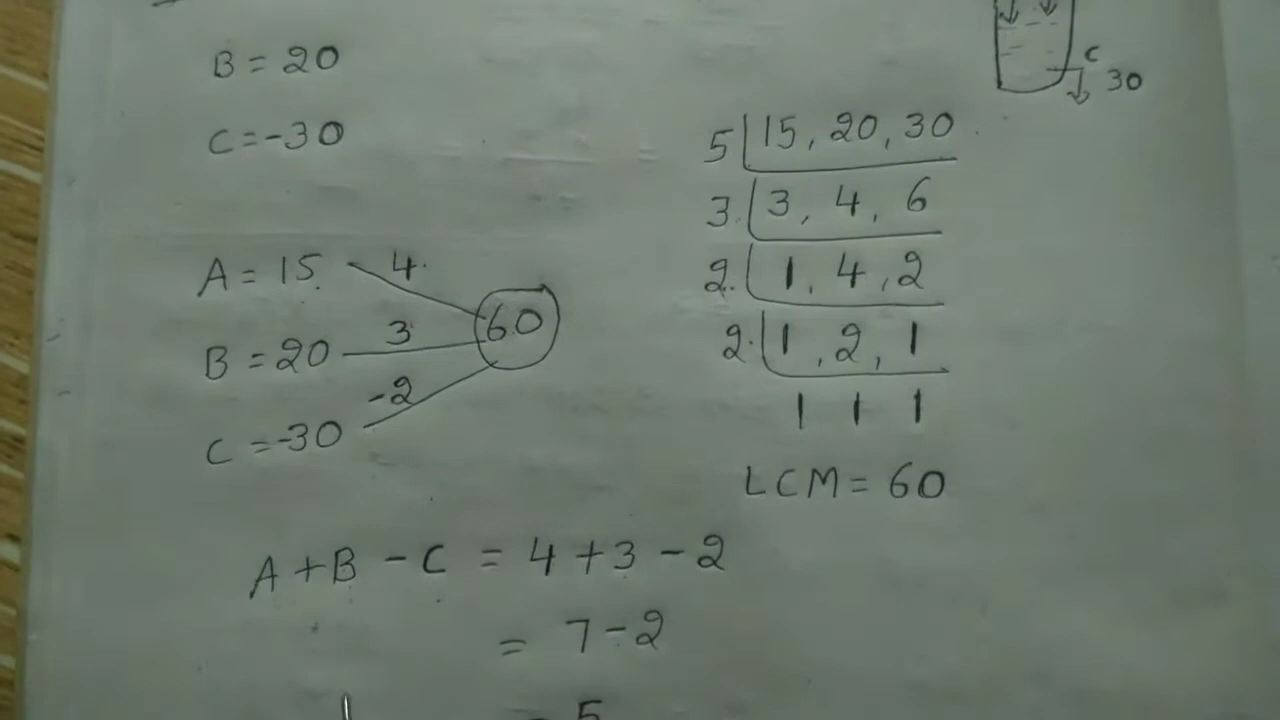 B = 20
C = -30
A = 15 4
B = 20 3 60
C = -30 -2
C
30
5 15, 20, 30
3 3, 4, 6
2 1, 4, 2
2 1, 2, 1
1 1 1
LCM = 60
A + B - C = 4 + 3 - 2
= 7 - 2
= 5